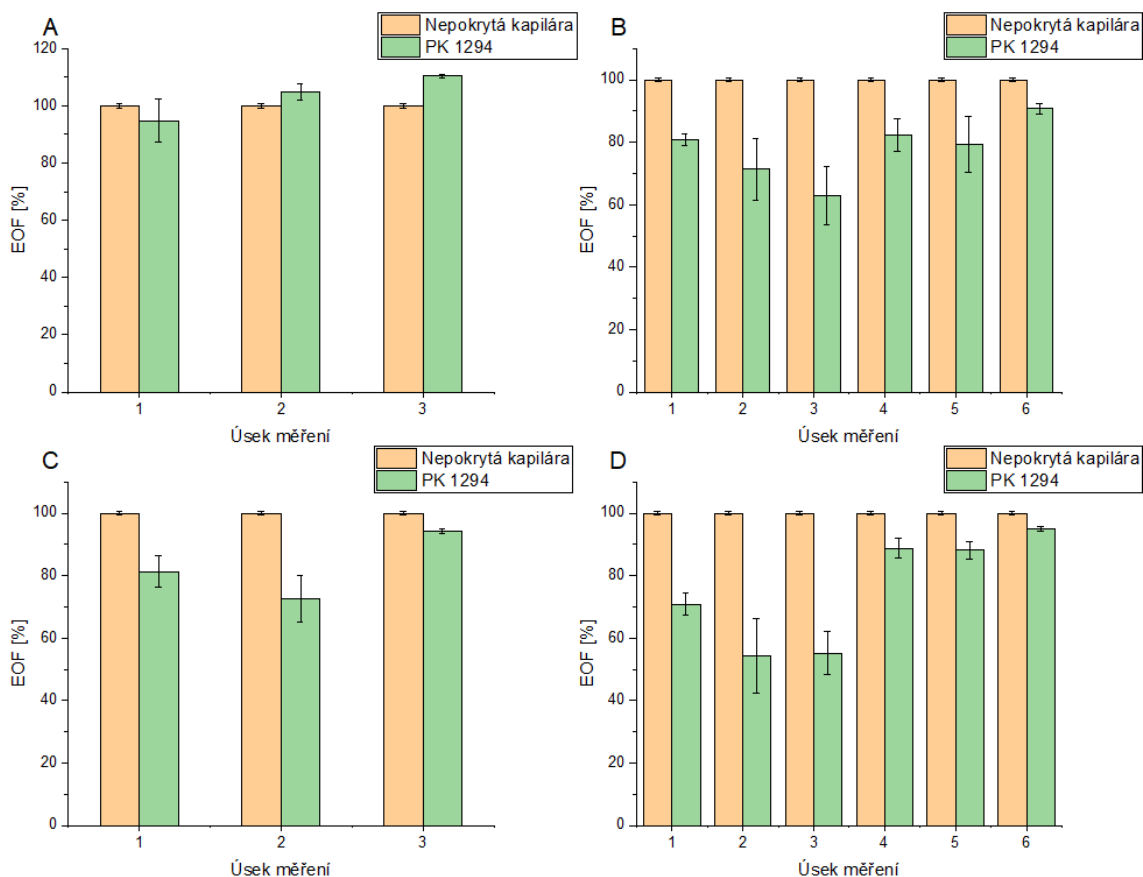 A
Nepokrytá kapilára
PK 1294
EOF [%]
120
100
80
60
40
20
0
1 2 3
Úsek měření
B
Nepokrytá kapilára
PK 1294
EOF [%]
100
80
60
40
20
0
1 2 3 4 5 6
Úsek měření
C
Nepokrytá kapilára
PK 1294
EOF [%]
100
80
60
40
20
0
1 2 3
Úsek měření
D
Nepokrytá kapilára
PK 1294
EOF [%]
100
80
60
40
20
0
1 2 3 4 5 6
Úsek měření